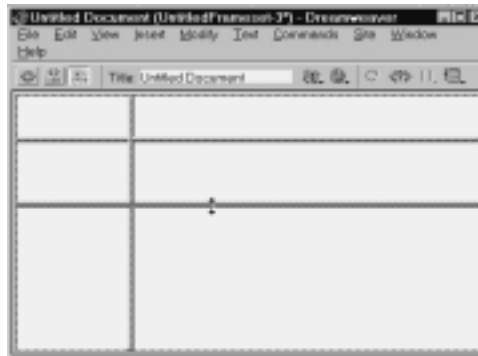 Untitled Document (UntitledFrameset-3*) - Dreamweaver
File Edit View Insert Modify Text Commands Site Window
Help
Title: Untitled Document